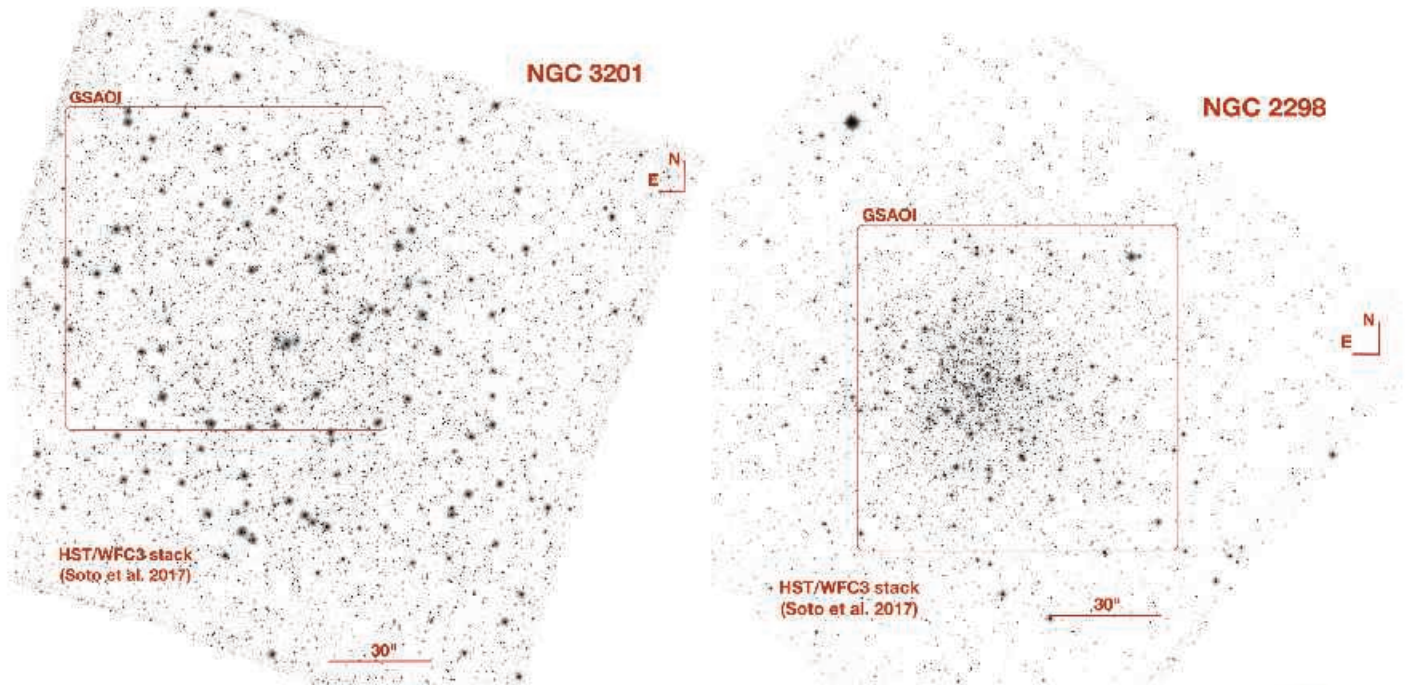 NGC 3201
GSAOI
N
E
HST/WFC3 stack
(Soto et al. 2017)
30"
NGC 2298
GSAOI
N
E
HST/WFC3 stack
(Soto et al. 2017)
30"